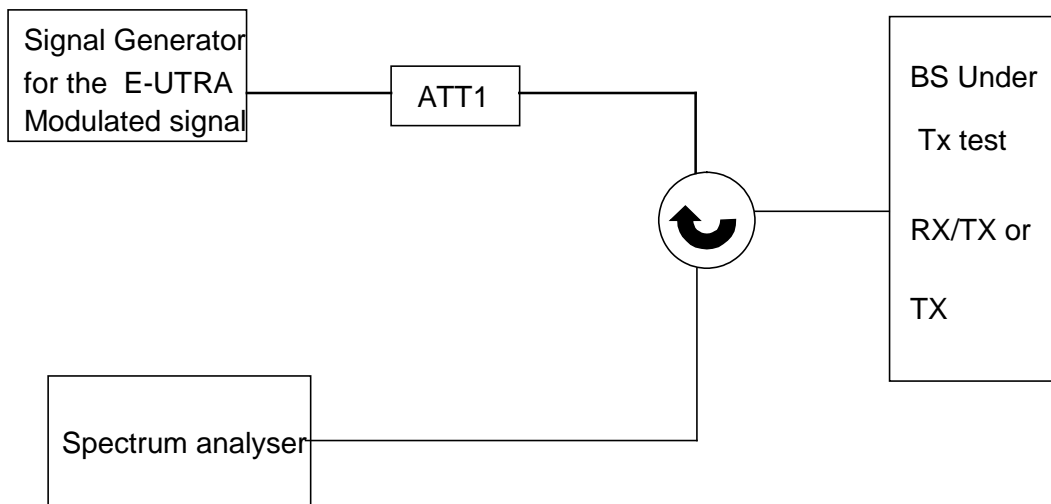 Signal Generator
for the E-UTRA
Modulated signal
ATT1
BS Under
Tx test
RX/TX or
TX
Spectrum analyser